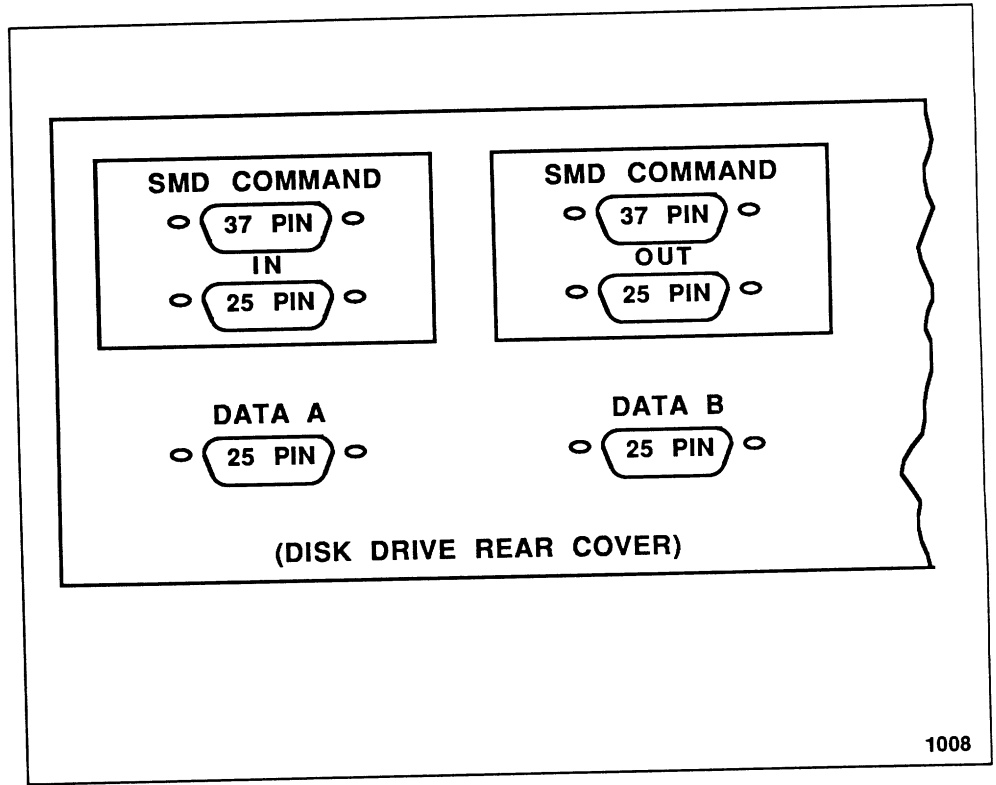 SMD COMMAND
37 PIN
IN
25 PIN
SMD COMMAND
37 PIN
OUT
25 PIN
DATA A
25 PIN
DATA B
25 PIN
(DISK DRIVE REAR COVER)
1008